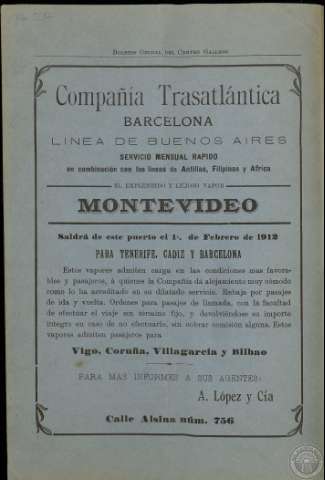 Boletín Oficial del Centro Gallego
Compañía Trasatlántica
BARCELONA
LINEA DE BUENOS AIRES
SERVICIO MENSUAL RAPIDO
en combinación con las líneas de Antillas, Filipinas y Africa
EL ESPLENDIDO Y LUJOSO VAPOR
MONTEVIDEO
Saldrá de este puerto el 1º. de Febrero de 1912
PARA TENERIFE, CADIZ Y BARCELONA
Estos vapores admiten carga en las condiciones mas favora-
bles y pasajeros, á quienes la Compañía da alojamiento muy cómodo
como lo ha acreditado en su dilatado servicio. Rebaja por pasajes
de ida y vuelta. Ordenes para pasajes de llamada, con la facultad
de efectuar el viaje sin término fijo, y devolviéndose su importe
íntegro en caso de no efectuarlo, sin cobrar comisión alguna. Estos
vapores admiten pasajeros para
Vigo, Coruña, Villagarcía y Bilbao
PARA MAS INFORMES A SUS AGENTES:
A. López y Cía
Calle Alsina núm. 756